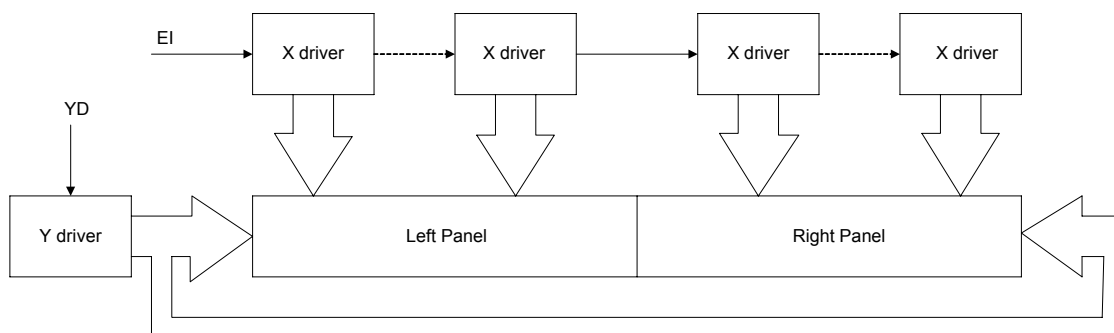 EI
X driver
X driver
X driver
X driver
YD
Y driver
Left Panel
Right Panel